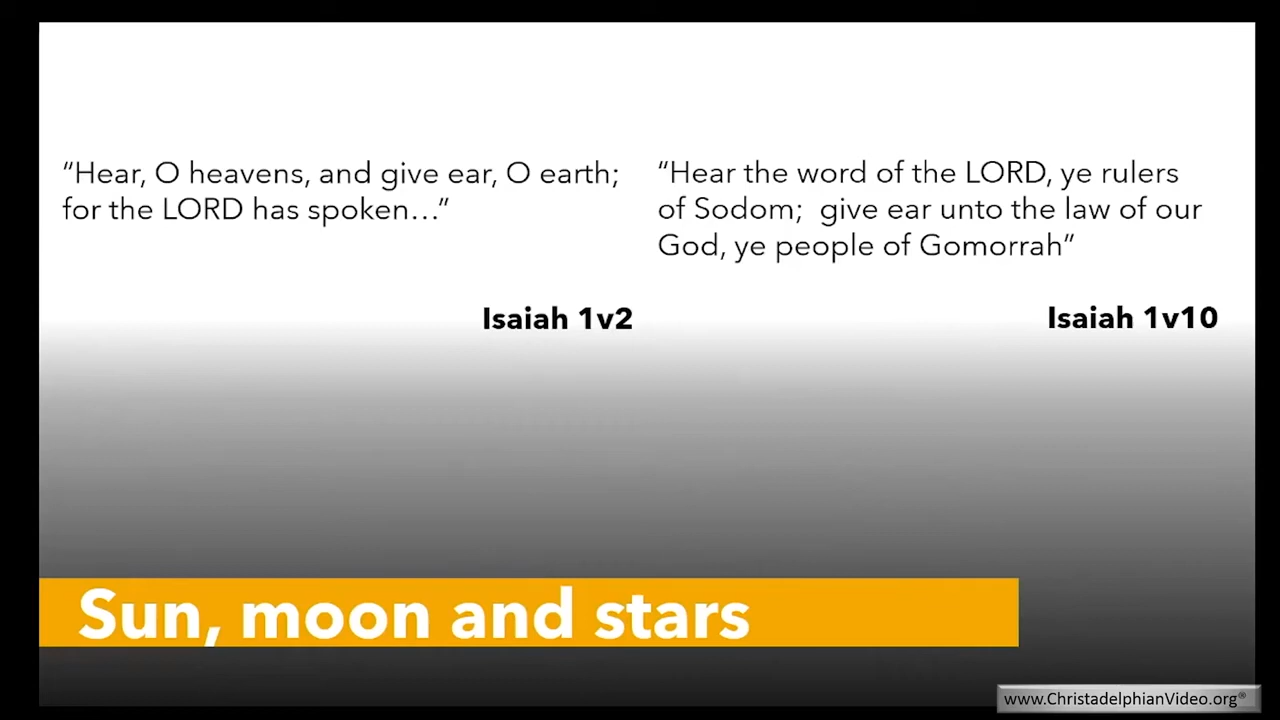 “Hear, O heavens, and give ear, O earth;
for the LORD has spoken...”
Isaiah 1v2
“Hear the word of the LORD, ye rulers
of Sodom;  give ear unto the law of our
God, ye people of Gomorrah”
Isaiah 1v10
Sun, moon and stars
www.ChristadelphianVideo.org®